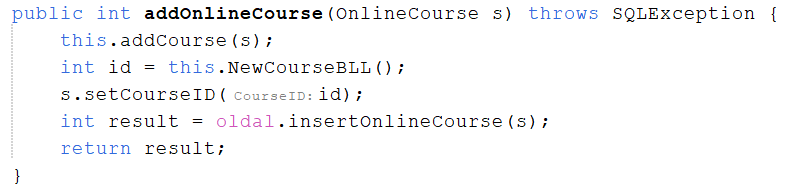 public int addOnlineCourse(OnlineCourse s) throws SQLException {
    this.addCourse(s);
    int id = this.NewCourseBLL();
    s.setCourseID( CourseID: id);
    int result = oldal.insertOnlineCourse(s);
    return result;
}